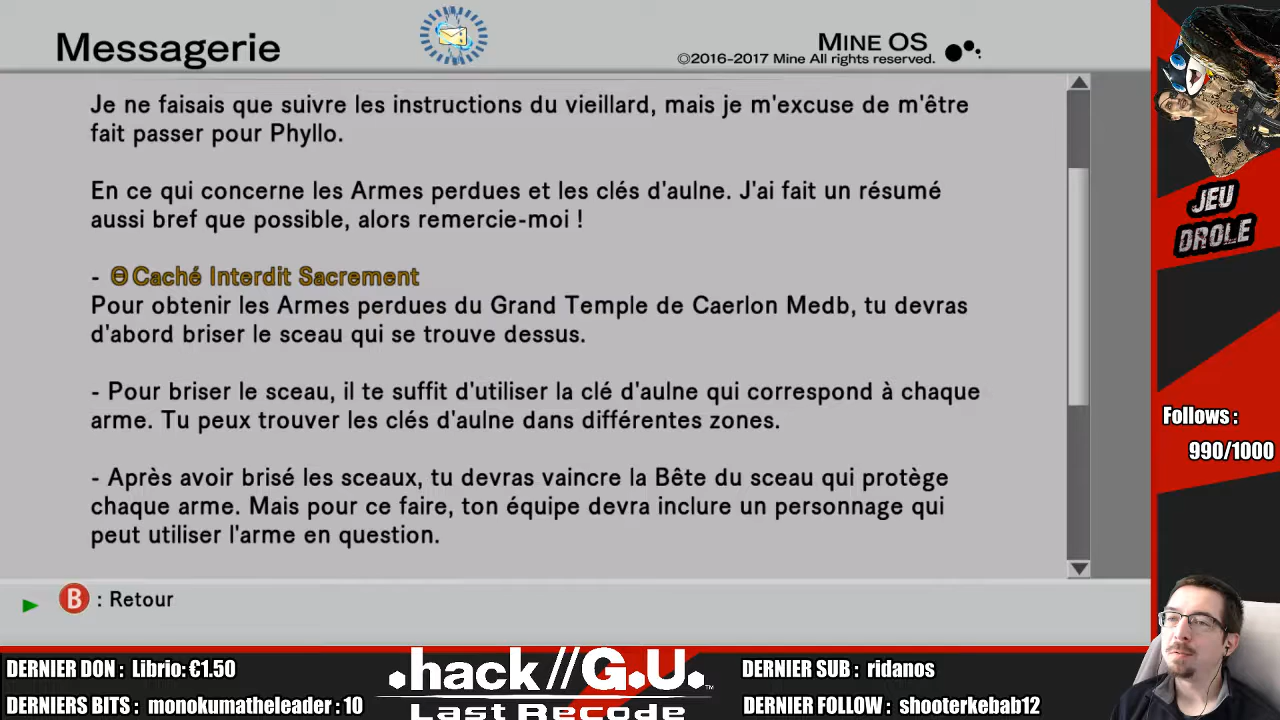 Messagerie
MINE OS
©2016-2017 Mine All rights reserved.
Je ne faisais que suivre les instructions du vieillard, mais je m'excuse de m'être
fait passer pour Phyllo.
En ce qui concerne les Armes perdues et les clés d'aulne. J'ai fait un résumé
aussi bref que possible, alors remercie-moi !
- Θ Caché Interdit Sacrement
Pour obtenir les Armes perdues du Grand Temple de Caerlon Medb, tu devras
d'abord briser le sceau qui se trouve dessus.
- Pour briser le sceau, il te suffit d'utiliser la clé d'aulne qui correspond à chaque
arme. Tu peux trouver les clés d'aulne dans différentes zones.
- Après avoir brisé les sceaux, tu devras vaincre la Bête du sceau qui protège
chaque arme. Mais pour ce faire, ton équipe devra inclure un personnage qui
peut utiliser l'arme en question.
B : Retour
JEU
DROLE
Follows :
990/1000
DERNIER DON : Librio: €1.50
DERNIERS BITS : monokumatheleader : 10
.hack//G.U.™
Last Recode
DERNIER SUB : ridanos
DERNIER FOLLOW : shooterkebab12